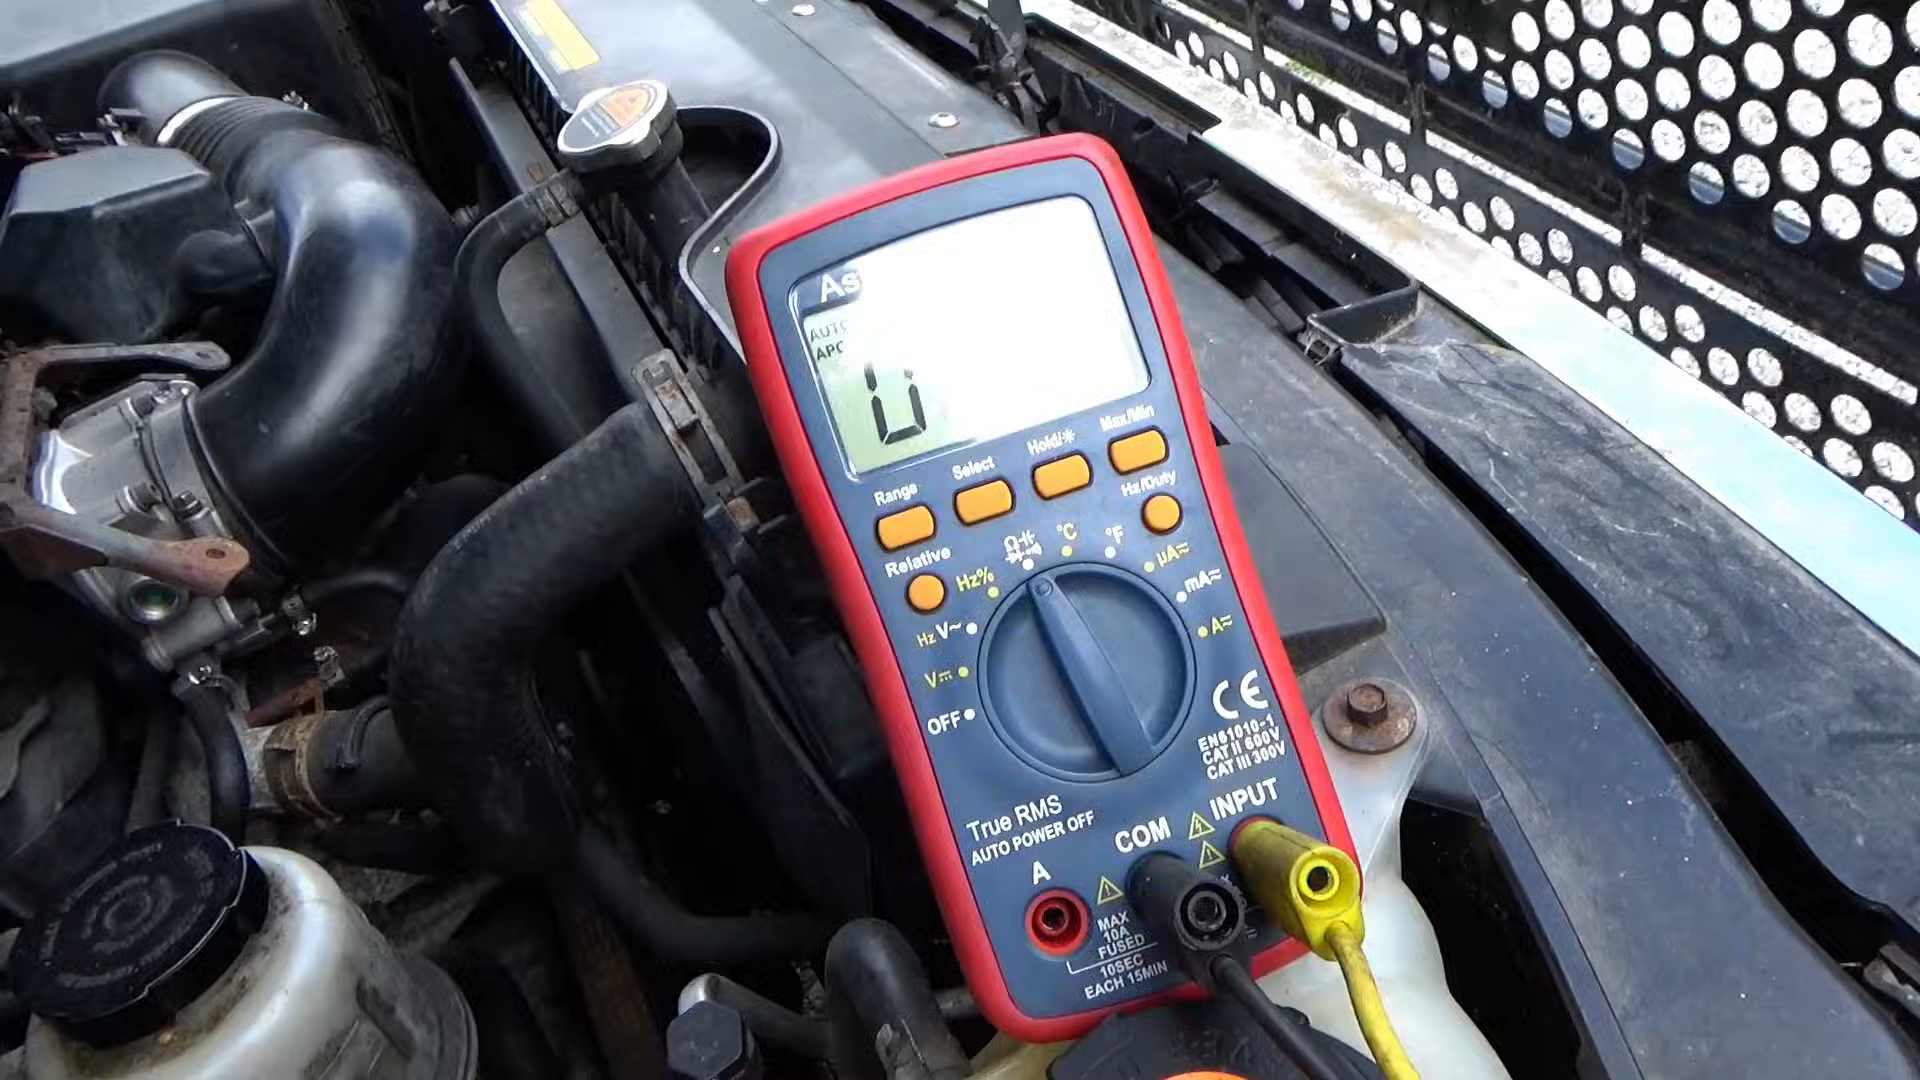 As
AUTO
APO
Range
Select
Hold/☀
Max/Min
Relative
Hz/Duty
Hz%
Ω
°C
°F
µA
mA
A
Hz V~
V
OFF
CE
EN61010-1
CAT II 600V
CAT III 300V
True RMS
AUTO POWER OFF
COM
INPUT
A
MAX
10A
FUSED
10SEC
EACH 15MIN